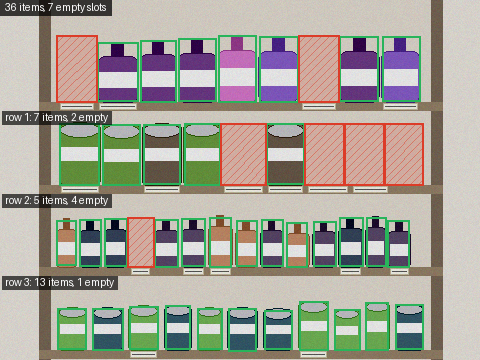 36 items, 7 empty slots
row 1: 7 items, 2 empty
row 2: 5 items, 4 empty
row 3: 13 items, 1 empty